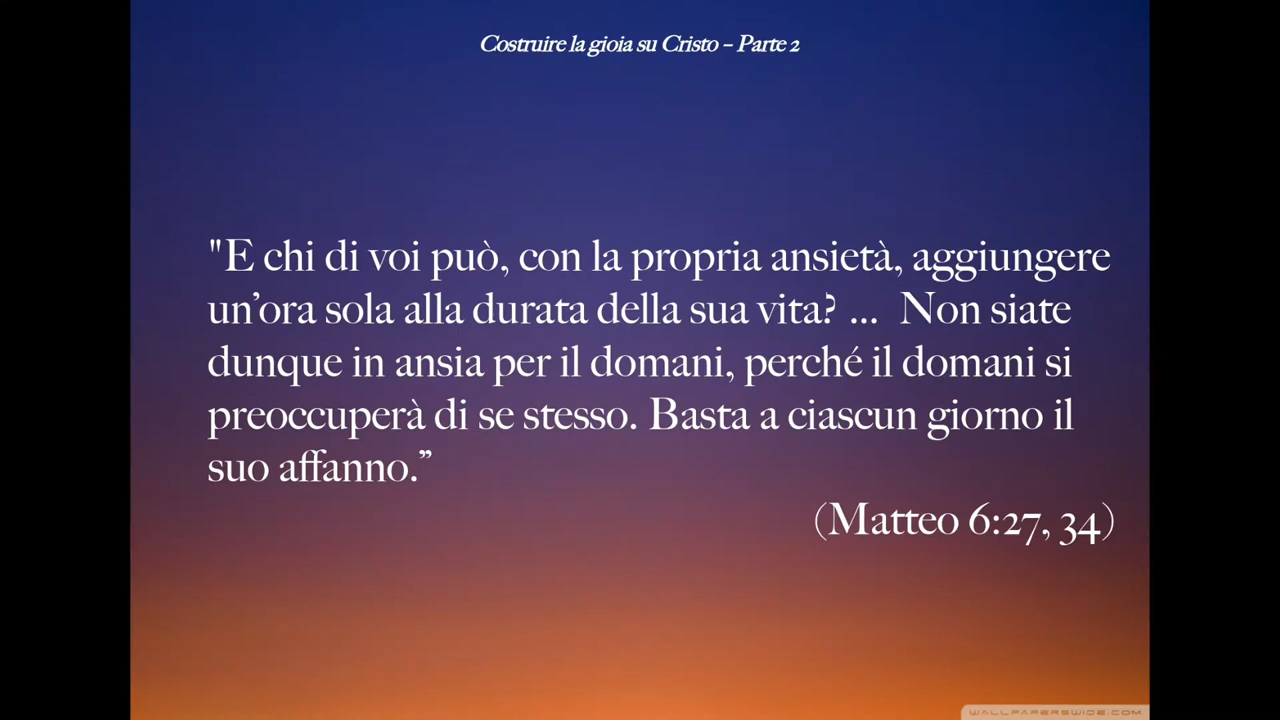 Costruire la gioia su Cristo – Parte 2
"E chi di voi può, con la propria ansietà, aggiungere
un’ora sola alla durata della sua vita? ... Non siate
dunque in ansia per il domani, perché il domani si
preoccuperà di se stesso. Basta a ciascun giorno il
suo affanno.”
(Matteo 6:27, 34)
WALLPAPERSWIDE.COM